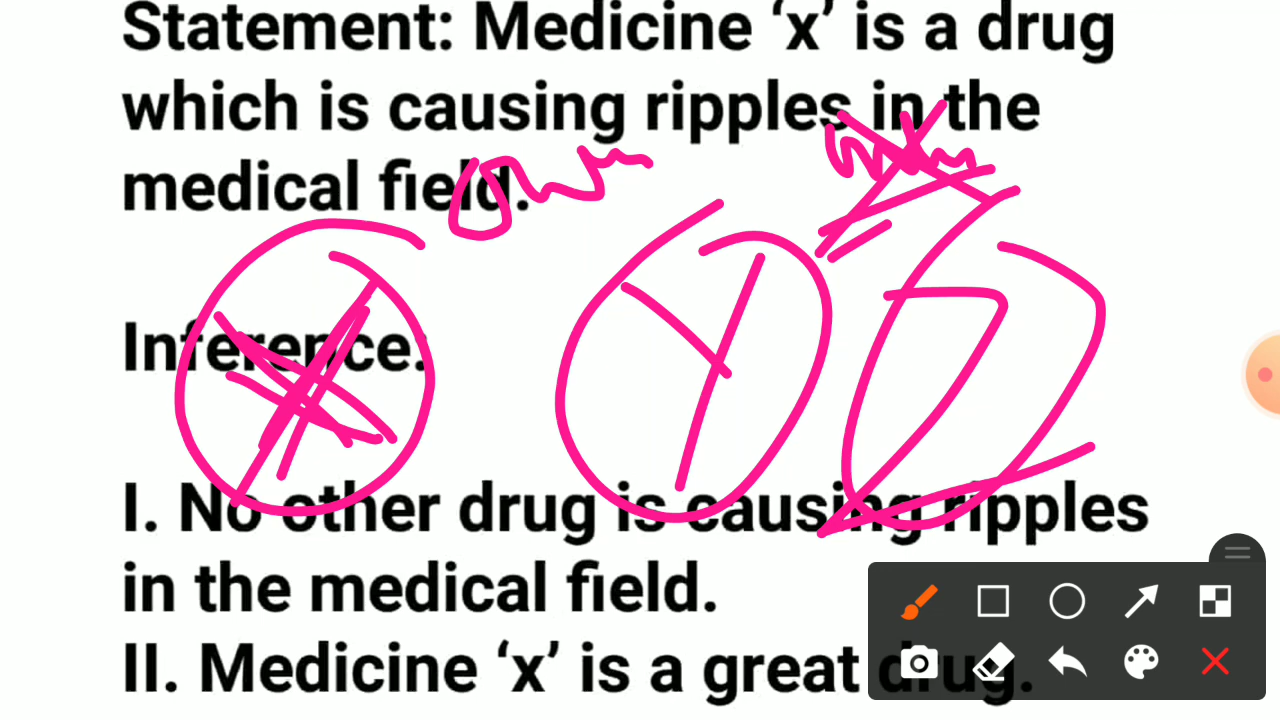 Statement: Medicine ‘x’ is a drug
which is causing ripples in the
medical field.
Inference:
I. No other drug is causing ripples
in the medical field.
II. Medicine ‘x’ is a great drug.